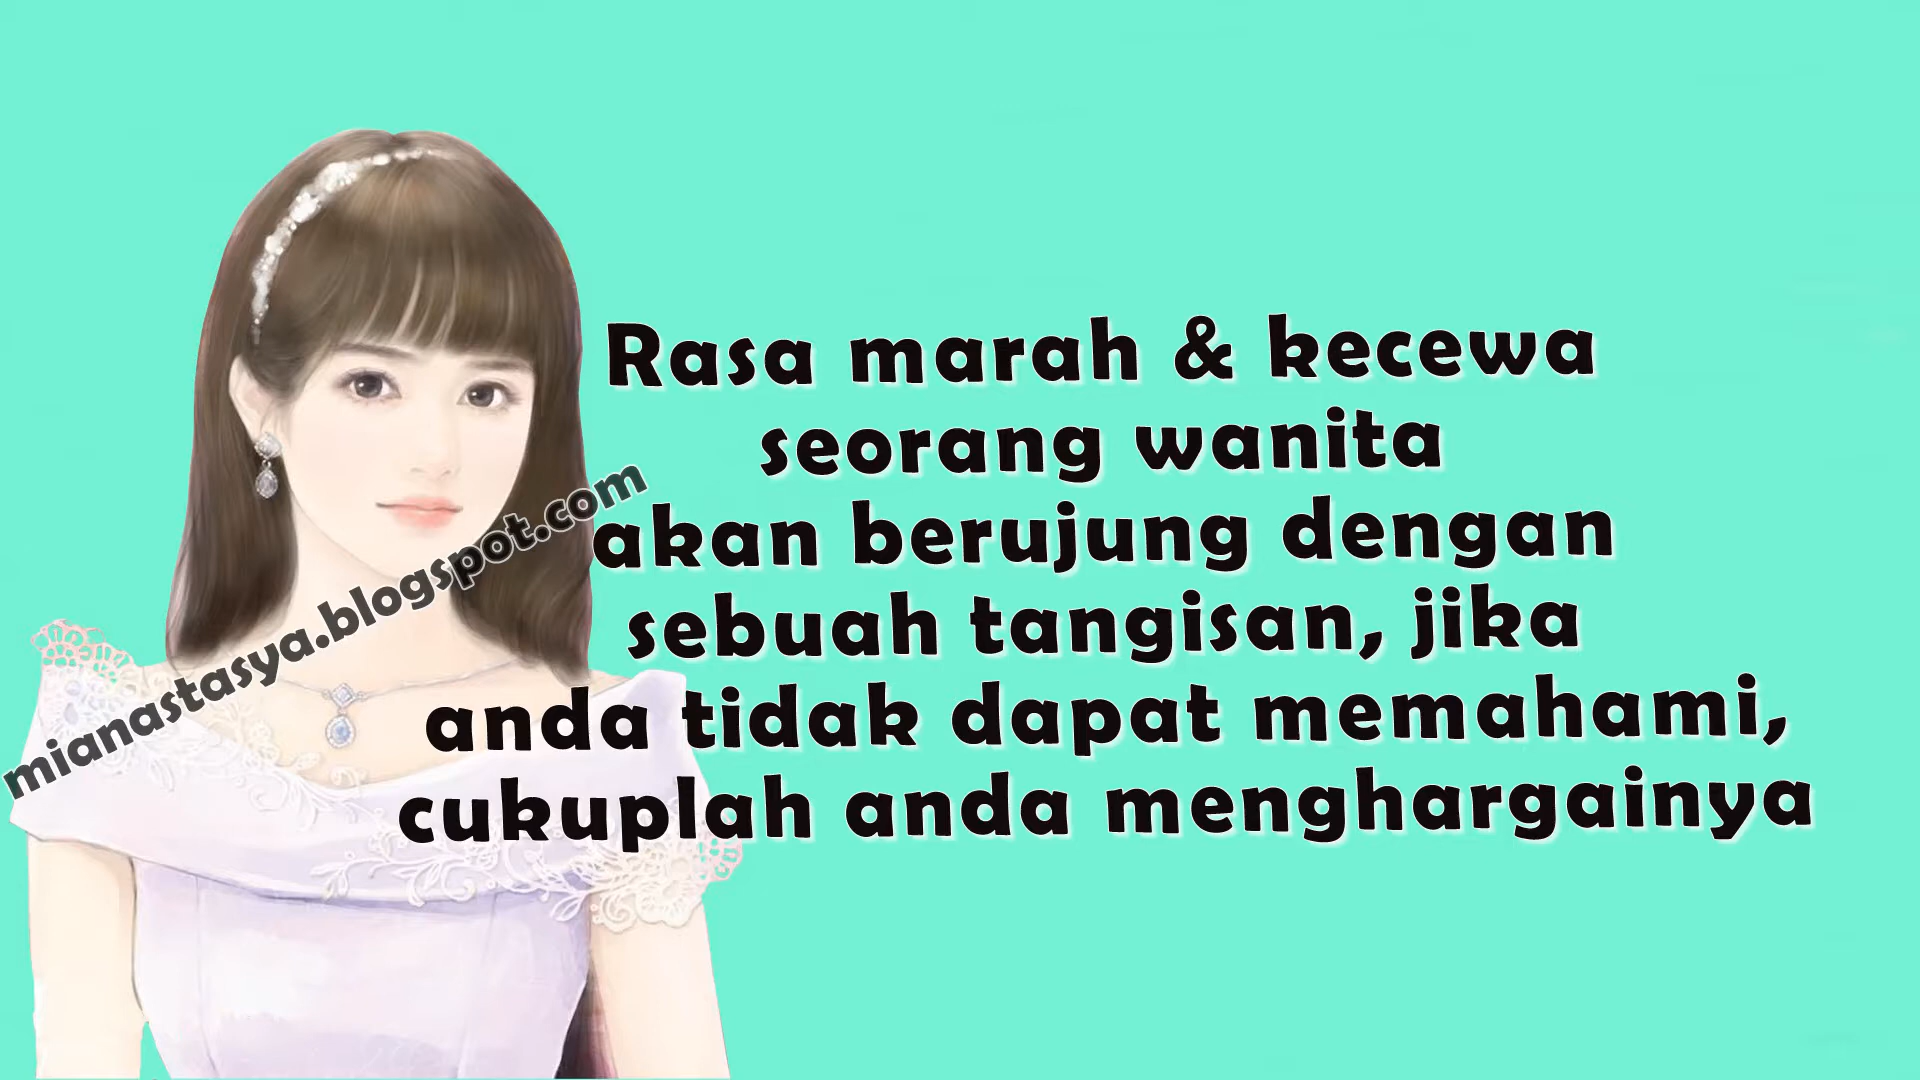 Rasa marah & kecewa
seorang wanita
akan berujung dengan
sebuah tangisan, jika
anda tidak dapat memahami,
cukuplah anda menghargainya
mianastasya.blogspot.com